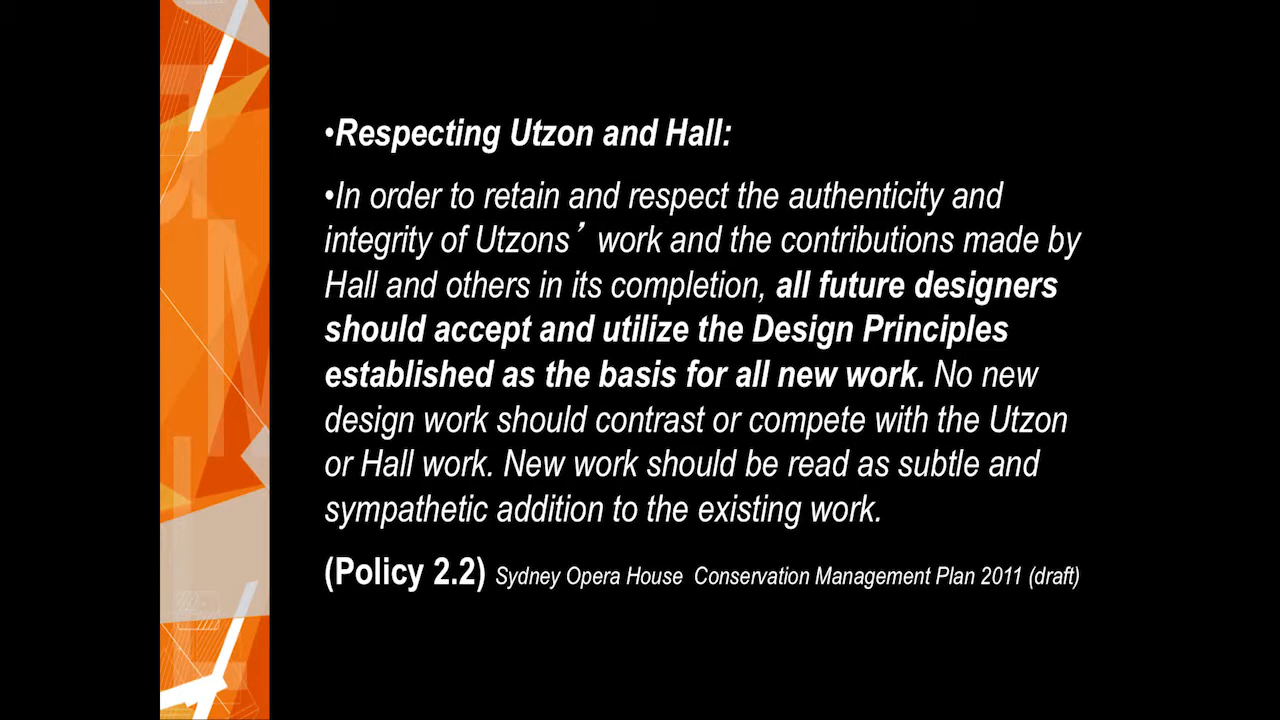 •Respecting Utzon and Hall:
•In order to retain and respect the authenticity and
integrity of Utzons’ work and the contributions made by
Hall and others in its completion, all future designers
should accept and utilize the Design Principles
established as the basis for all new work. No new
design work should contrast or compete with the Utzon
or Hall work. New work should be read as subtle and
sympathetic addition to the existing work.
(Policy 2.2) Sydney Opera House Conservation Management Plan 2011 (draft)